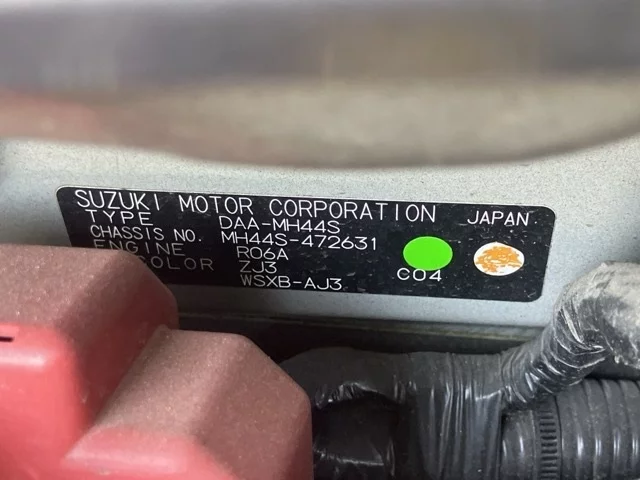 SUZUKI MOTOR CORPORATION JAPAN
TYPE DAA-MH44S
CHASSIS NO. MH44S-472631
ENGINE R06A
COLOR ZJ3
WSXB-AJ3 C04